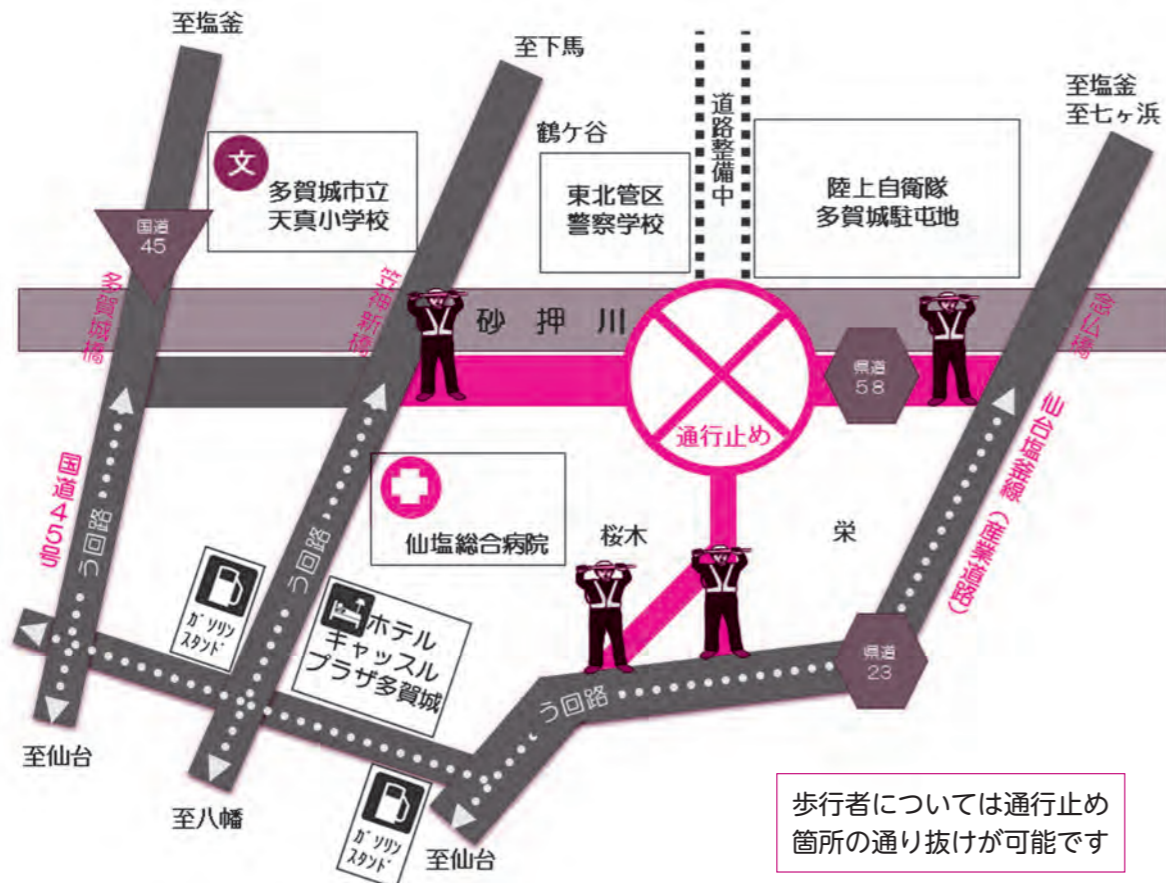 至塩釜
至下馬
至塩釜
至七ヶ浜
鶴ケ谷
道路整備中
文
多賀城市立
天真小学校
東北管区
警察学校
陸上自衛隊
多賀城駐屯地
国道
45
多賀城橋
笠神新橋
砂押川
念仏橋
県道
58
通行止め
国道45号
う回路
う回路
仙塩総合病院
桜木
栄
仙台塩釜線（産業道路）
ガソリン
スタンド
ホテル
キャッスル
プラザ多賀城
う回路
県道
23
至仙台
至八幡
ガソリン
スタンド
至仙台
歩行者については通行止め
箇所の通り抜けが可能です